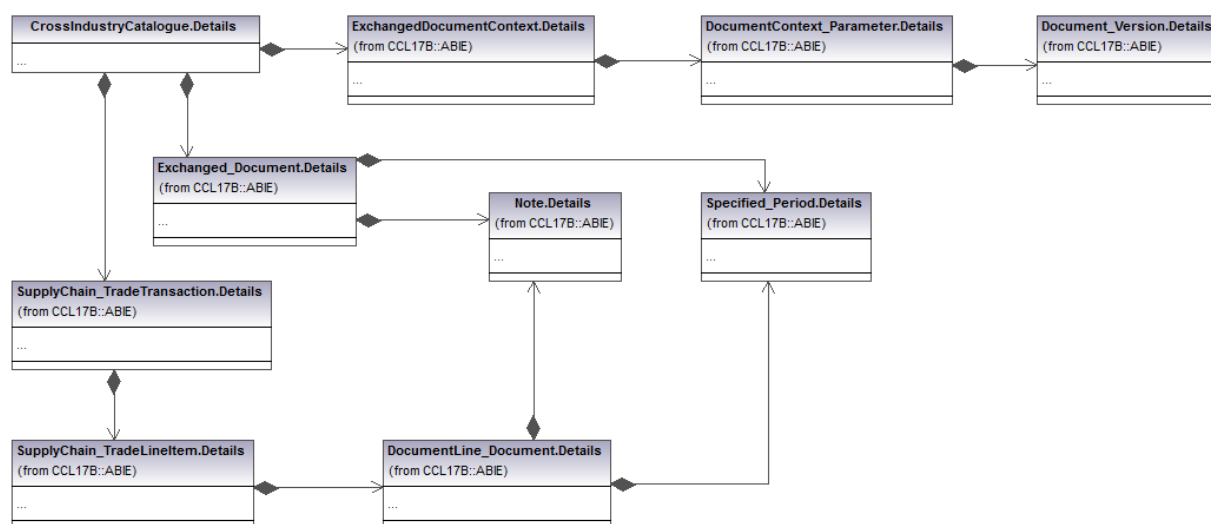 CrossIndustryCatalogue.Details
...
ExchangedDocumentContext.Details
(from CCL17B::ABIE)
...
DocumentContext_Parameter.Details
(from CCL17B::ABIE)
...
Document_Version.Details
(from CCL17B::ABIE)
...
Exchanged_Document.Details
(from CCL17B::ABIE)
...
Note.Details
(from CCL17B::ABIE)
...
Specified_Period.Details
(from CCL17B::ABIE)
...
SupplyChain_TradeTransaction.Details
(from CCL17B::ABIE)
...
SupplyChain_TradeLineItem.Details
(from CCL17B::ABIE)
...
DocumentLine_Document.Details
(from CCL17B::ABIE)
...